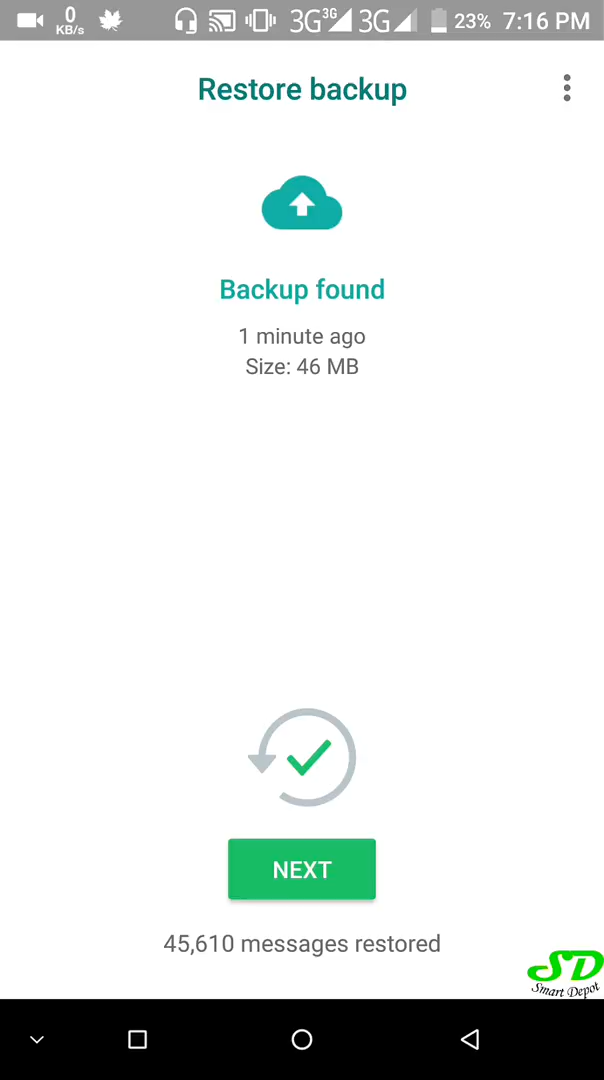 0
KB/s
3G 3G 3G 23% 7:16 PM
Restore backup
Backup found
1 minute ago
Size: 46 MB
NEXT
45,610 messages restored
SD
Smart Depot